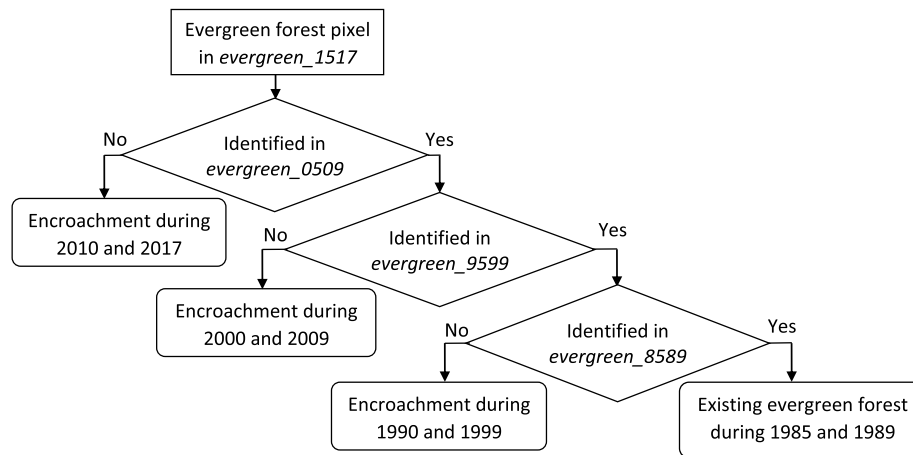 Evergreen forest pixel
in evergreen_1517
No
Identified in
evergreen_0509
Yes
Encroachment during
2010 and 2017
No
Identified in
evergreen_9599
Yes
Encroachment during
2000 and 2009
No
Identified in
evergreen_8589
Yes
Encroachment during
1990 and 1999
Existing evergreen forest
during 1985 and 1989